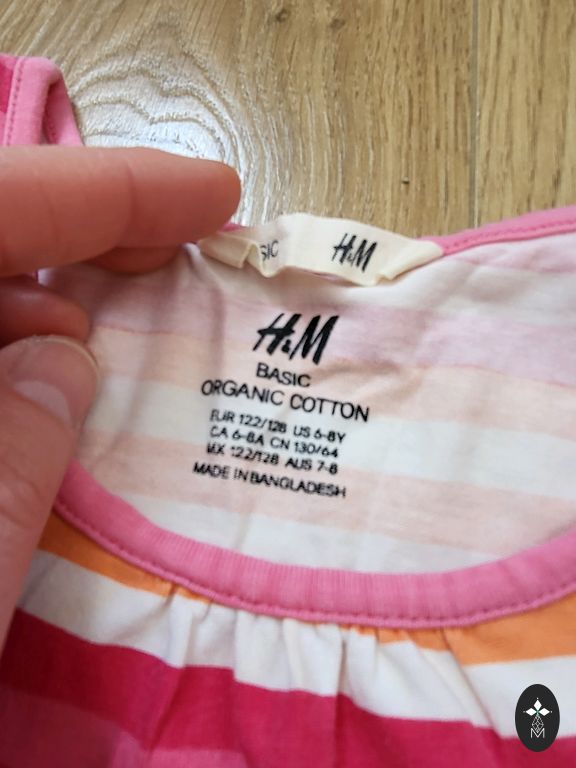 SIC H&M
H&M
BASIC
ORGANIC COTTON
EUR 122/128 US 6-8Y
CA 6-8A CN 130/64
MX 122/128 AUS 7-8
MADE IN BANGLADESH
M